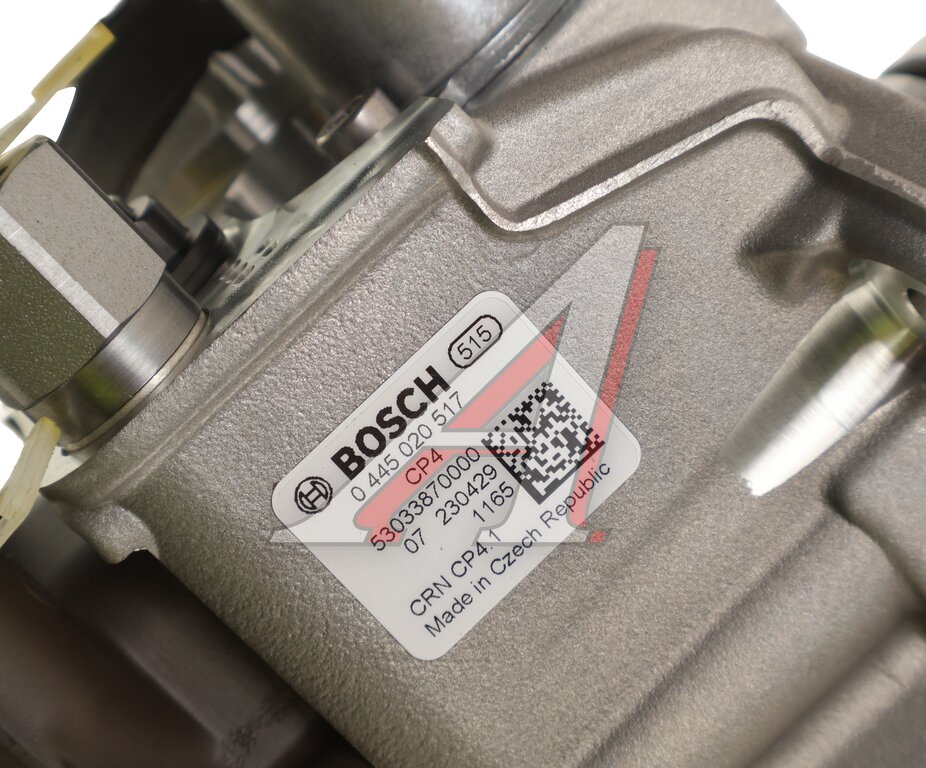 BOSCH 515
0 445 020 517
CP4
53033870000
07 230429
1165
CRN CP4.1
Made in Czech Republic